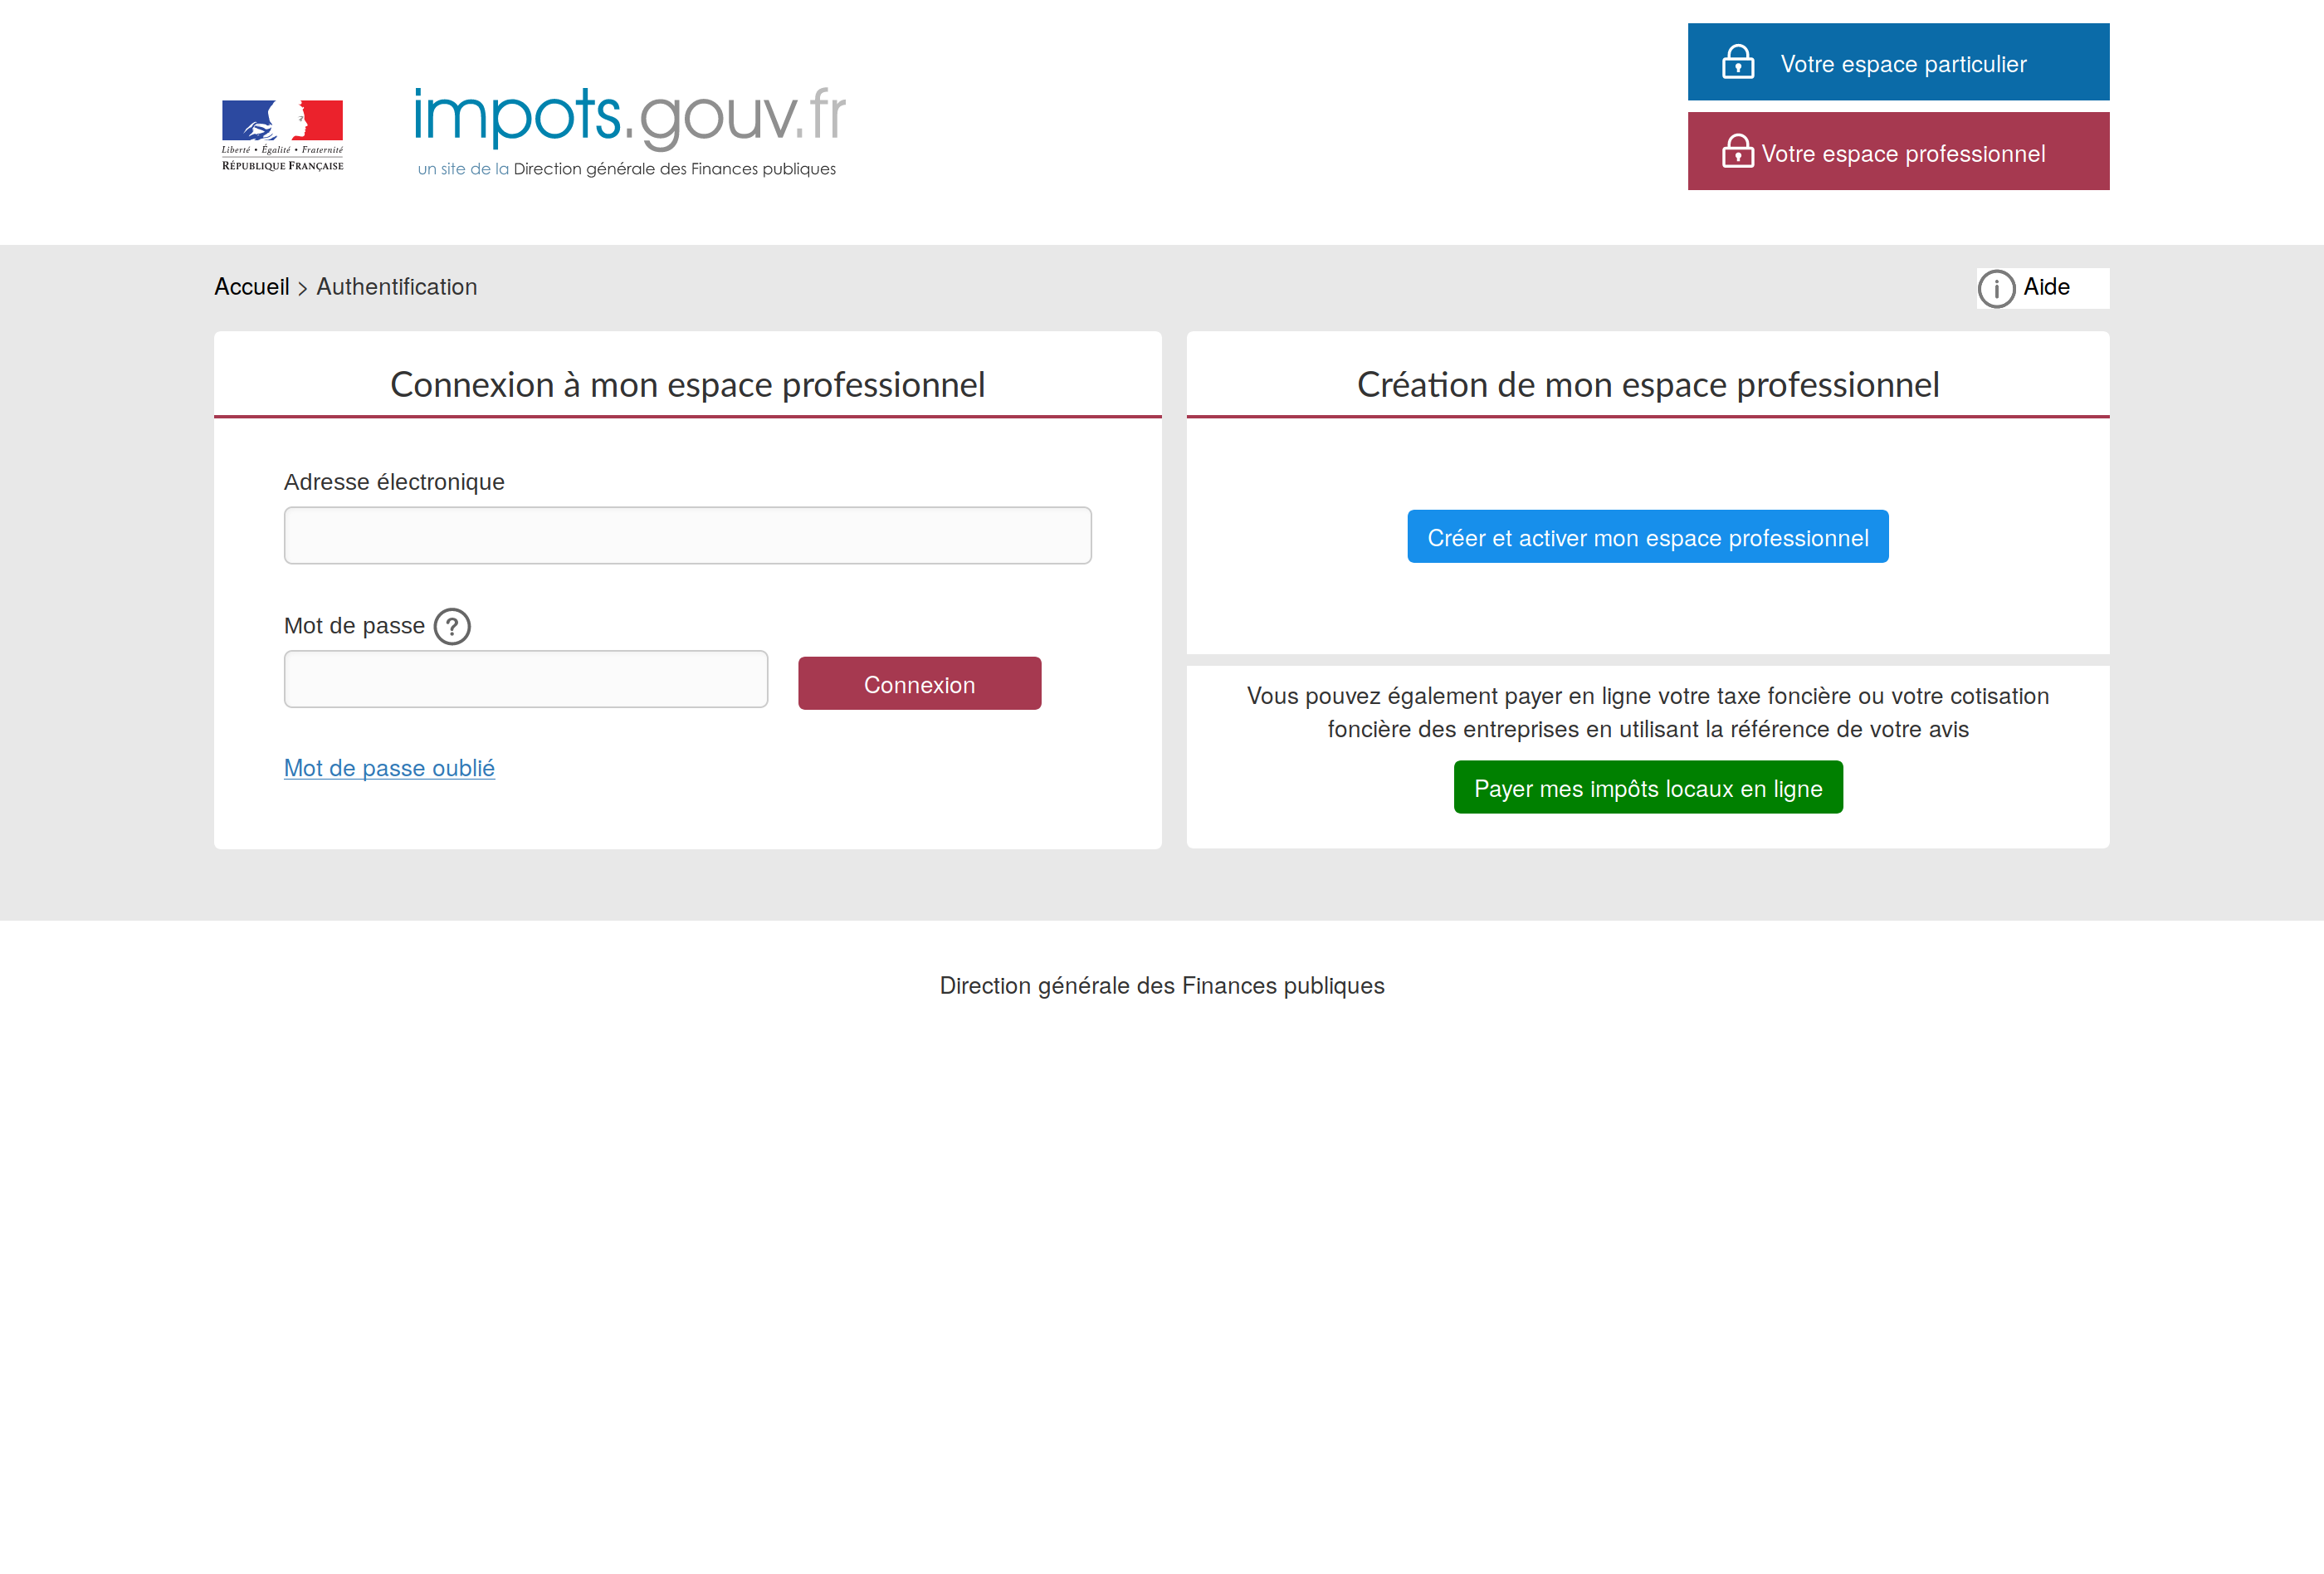 Liberté • Égalité • Fraternité
RÉPUBLIQUE FRANÇAISE
impots.gouv.fr
un site de la Direction générale des Finances publiques
Votre espace particulier
Votre espace professionnel
Accueil > Authentification
Aide
Connexion à mon espace professionnel
Adresse électronique
Mot de passe ?
Connexion
Mot de passe oublié
Création de mon espace professionnel
Créer et activer mon espace professionnel
Vous pouvez également payer en ligne votre taxe foncière ou votre cotisation
foncière des entreprises en utilisant la référence de votre avis
Payer mes impôts locaux en ligne
Direction générale des Finances publiques